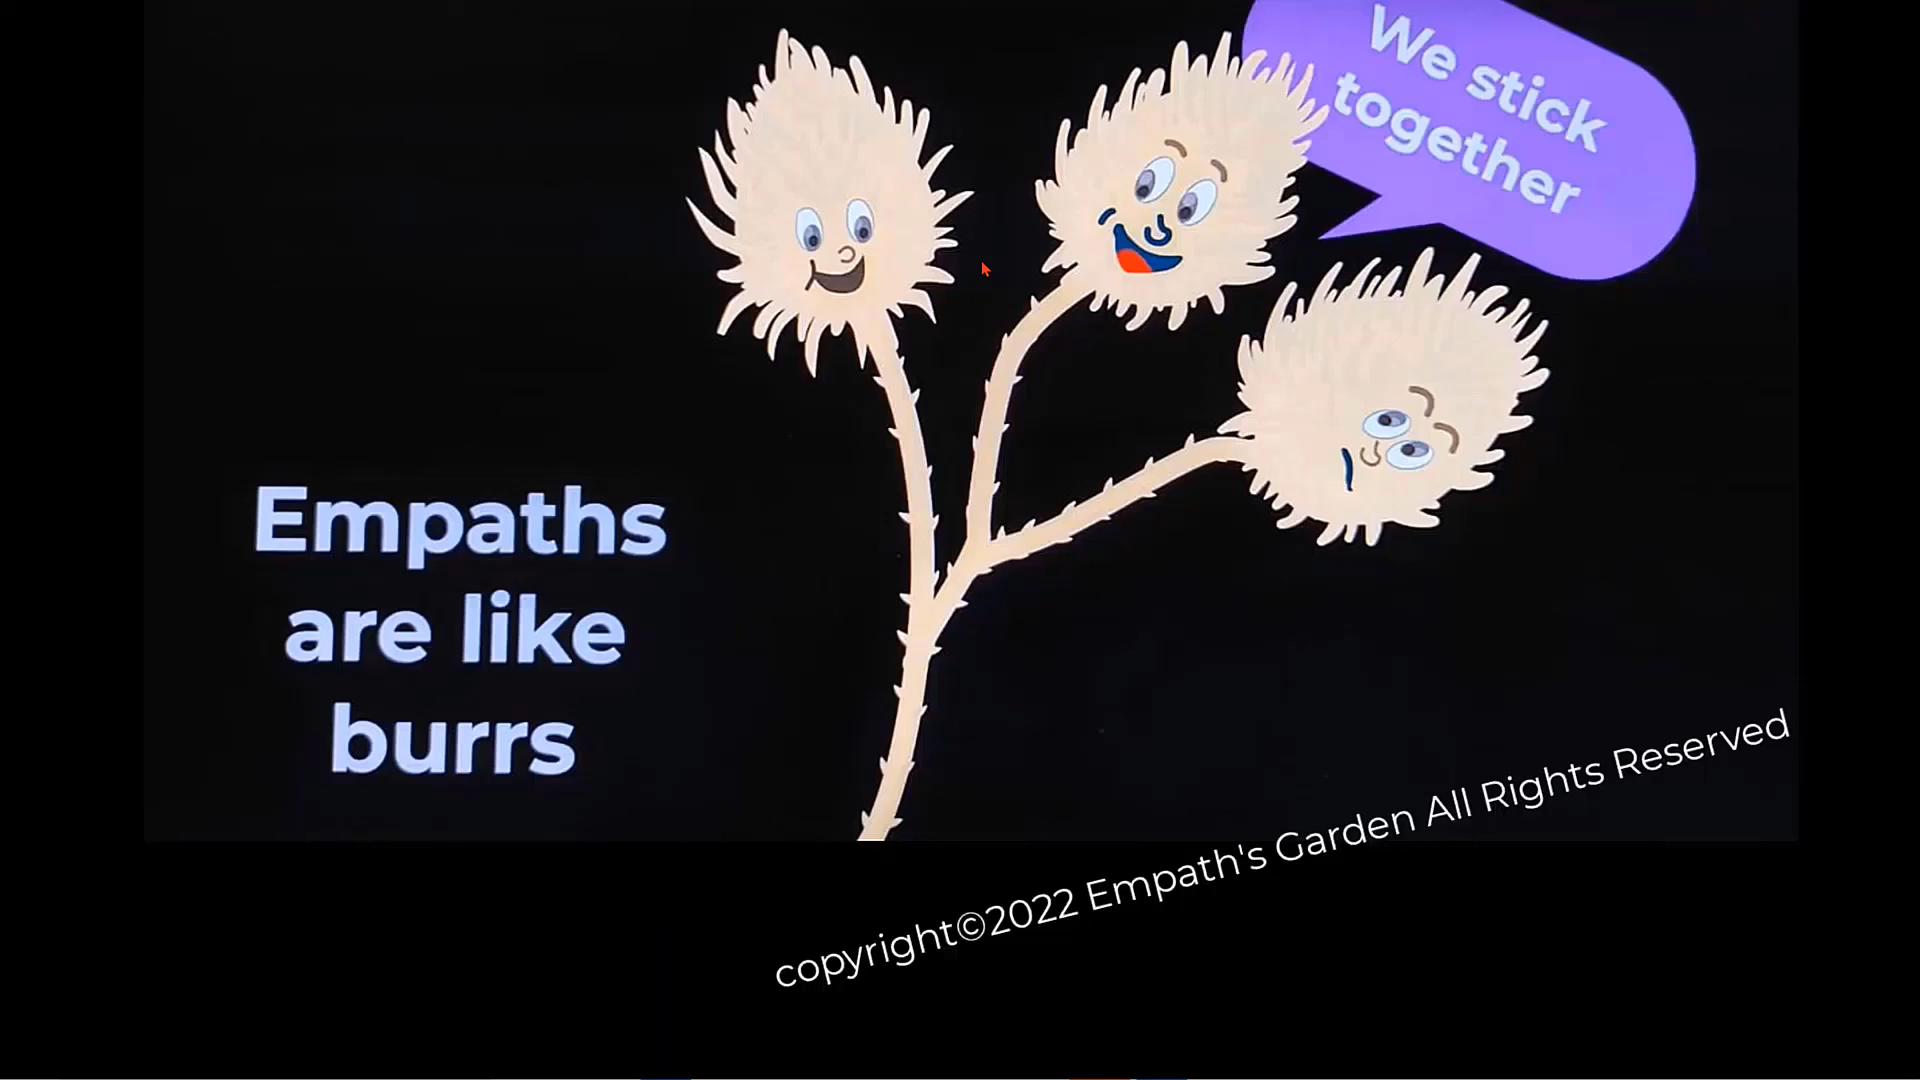 We stick
together
Empaths
are like
burrs
copyright©2022 Empath's Garden All Rights Reserved